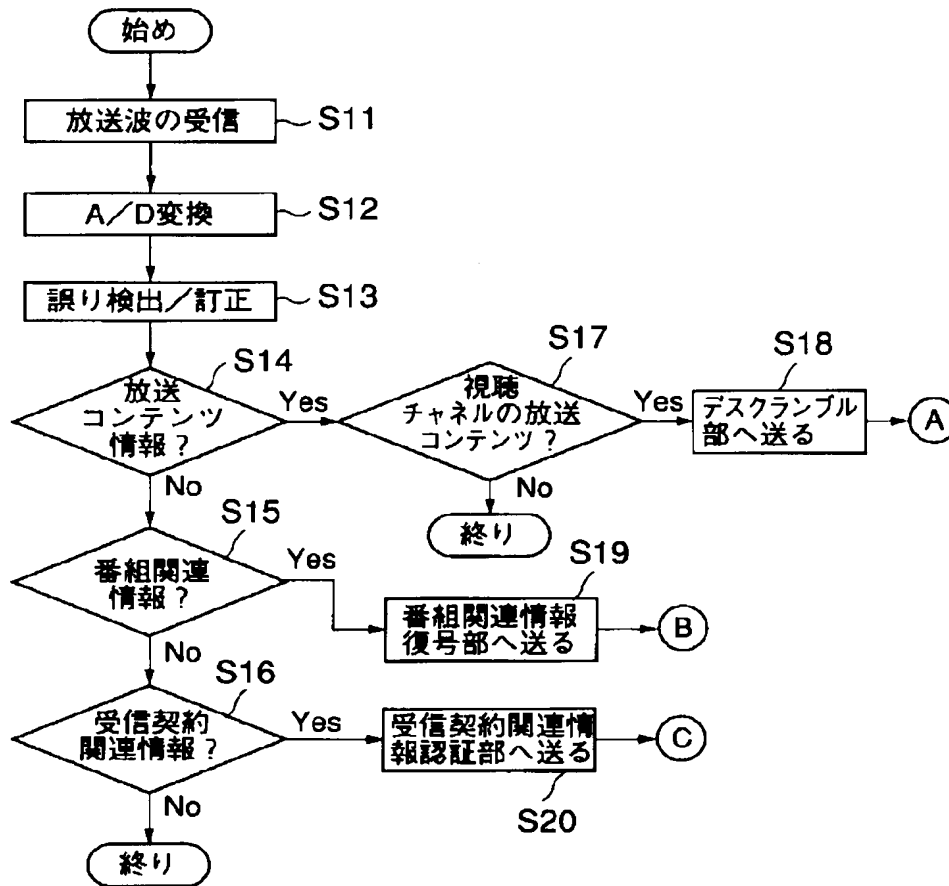 始め
放送波の受信
S11
A/D変換
S12
誤り検出/訂正
S13
S14
放送
コンテンツ
情報?
Yes
No
S17
視聴
チャネルの放送
コンテンツ?
Yes
No
終り
S18
デスクランブル
部へ送る
A
S15
番組関連
情報?
Yes
No
S19
番組関連情報
復号部へ送る
B
S16
受信契約
関連情報?
Yes
No
受信契約関連情
報認証部へ送る
S20
C
終り